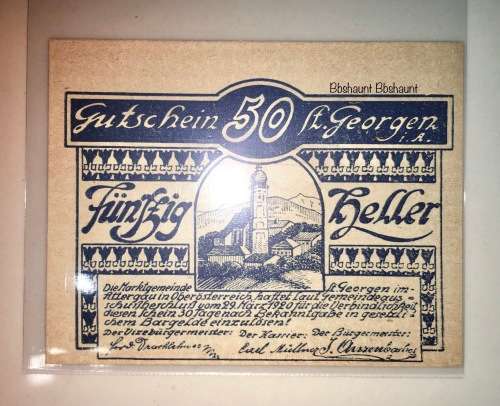 Bbshaunt Bbshaunt
Gutschein 50 St. Georgen
i. A.
Fünfzig Heller
Die Marktgemeinde St Georgen im
Attergau in Oberösterreich haftet laut Gemeindeaus-
schußbeschluß vom 29. März 1920 für die Verbindlichkeit
diesen Schein 30 Tage nach Bekanntgabe in gesetzli-
chem Bargelde einzulösen!
Der Vizebürgermeister: Der Kassier: Der Bürgermeister: